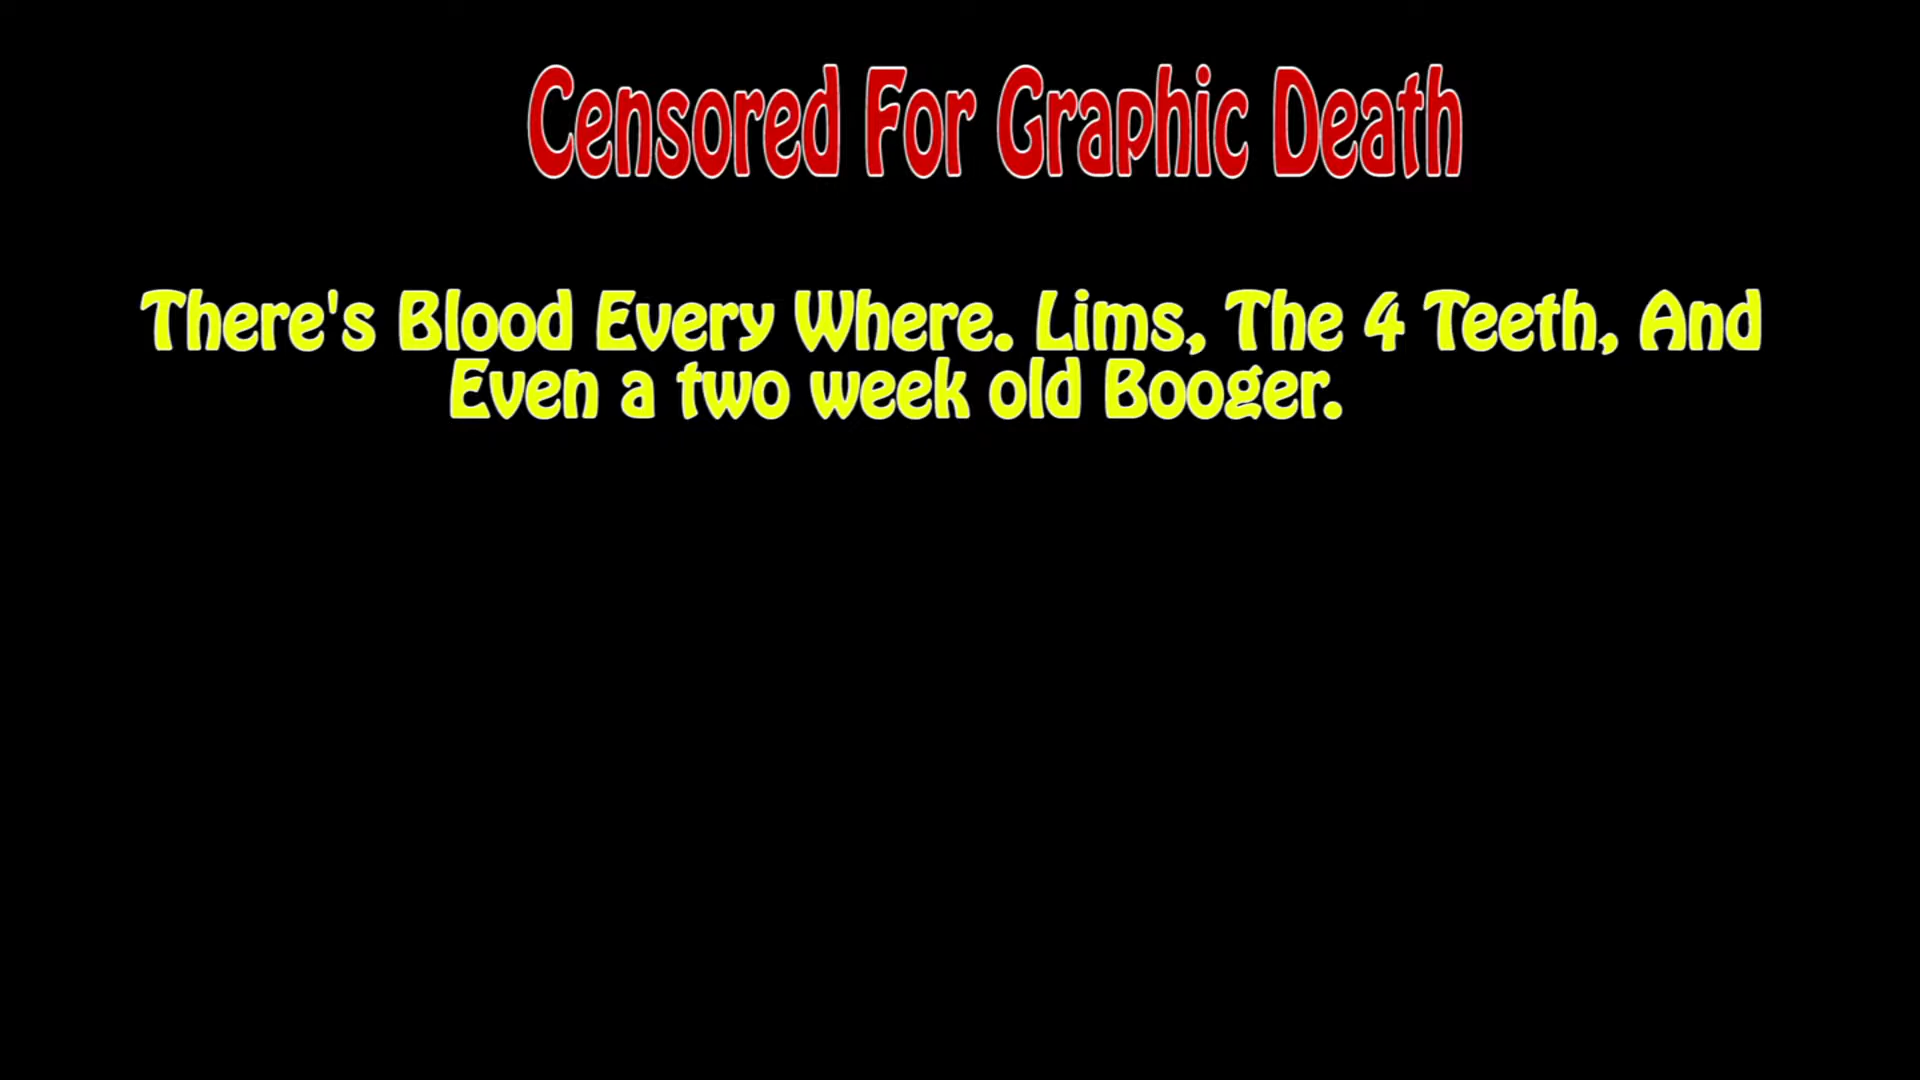 Censored For Graphic Death
There's Blood Every Where. Lims, The 4 Teeth, And
Even a two week old Booger.